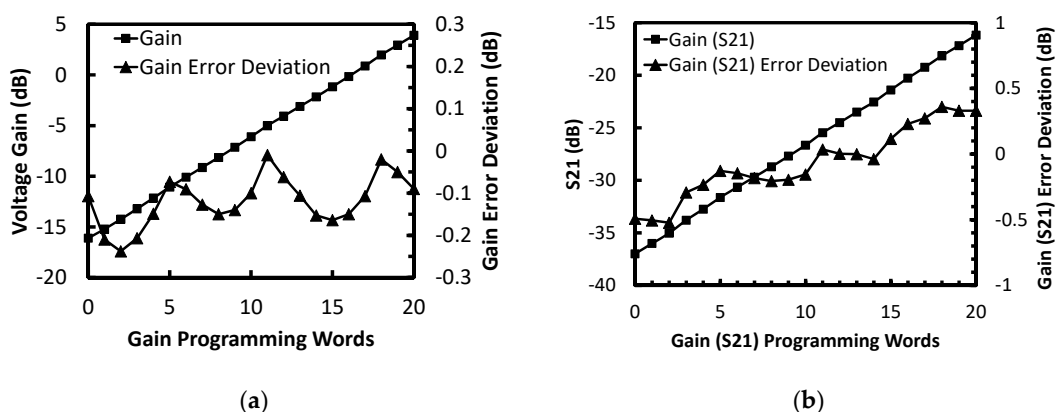 5
0
-5
-10
-15
-20
Voltage Gain (dB)
Gain
Gain Error Deviation
0.3
0.2
0.1
0
-0.1
-0.2
-0.3
Gain Error Deviation (dB)
0 5 10 15 20
Gain Programming Words
(a)
-15
-20
-25
-30
-35
-40
S21 (dB)
Gain (S21)
Gain (S21) Error Deviation
1
0.5
0
-0.5
-1
Gain (S21) Error Deviation (dB)
0 5 10 15 20
Gain (S21) Programming Words
(b)